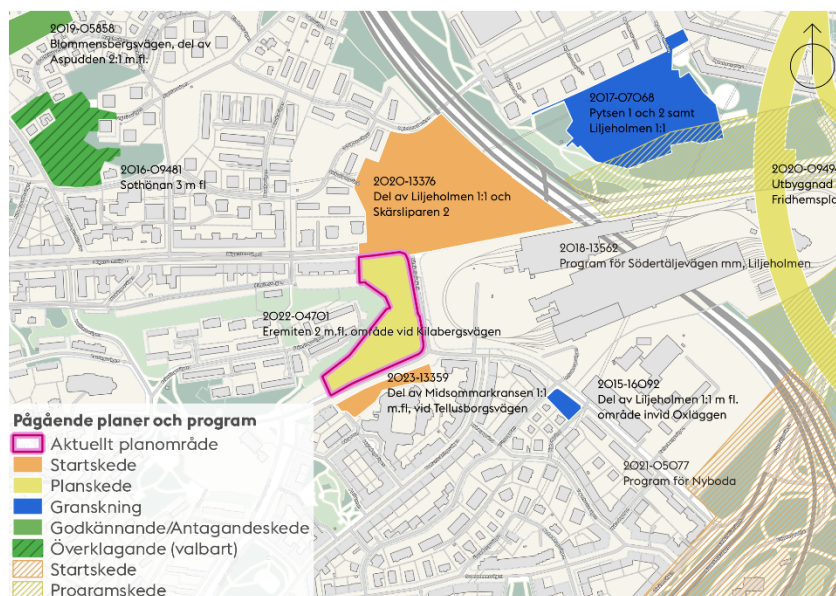 2019-05858
Blommensbergsvägen, del av
Aspudden 2:1 m.fl.
2017-07068
Pytsen 1 och 2 samt
Liljeholmen 1:1
2016-09481
Sothönan 3 m fl
2020-13376
Del av Liljeholmen 1:1 och
Skärsliparen 2
2020-0949
Utbyggnad
Fridhemspla
2018-13562
Program för Södertäljevägen mm, Liljeholmen
2022-04701
Eremiten 2 m.fl. område vid Kilabergsvägen
2023-13359
Del av Midsommarkransen 1:1
m.fl; vid Tellusborgsvägen
2015-16092
Del av Liljeholmen 1:1 m fl.
område invid Oxläggen
2021-05077
Program för Nyboda
Pågående planer och program
Aktuellt planområde
Startskede
Planskede
Granskning
Godkännande/Antagandeskede
Överklagande (valbart)
Startskede
Programskede